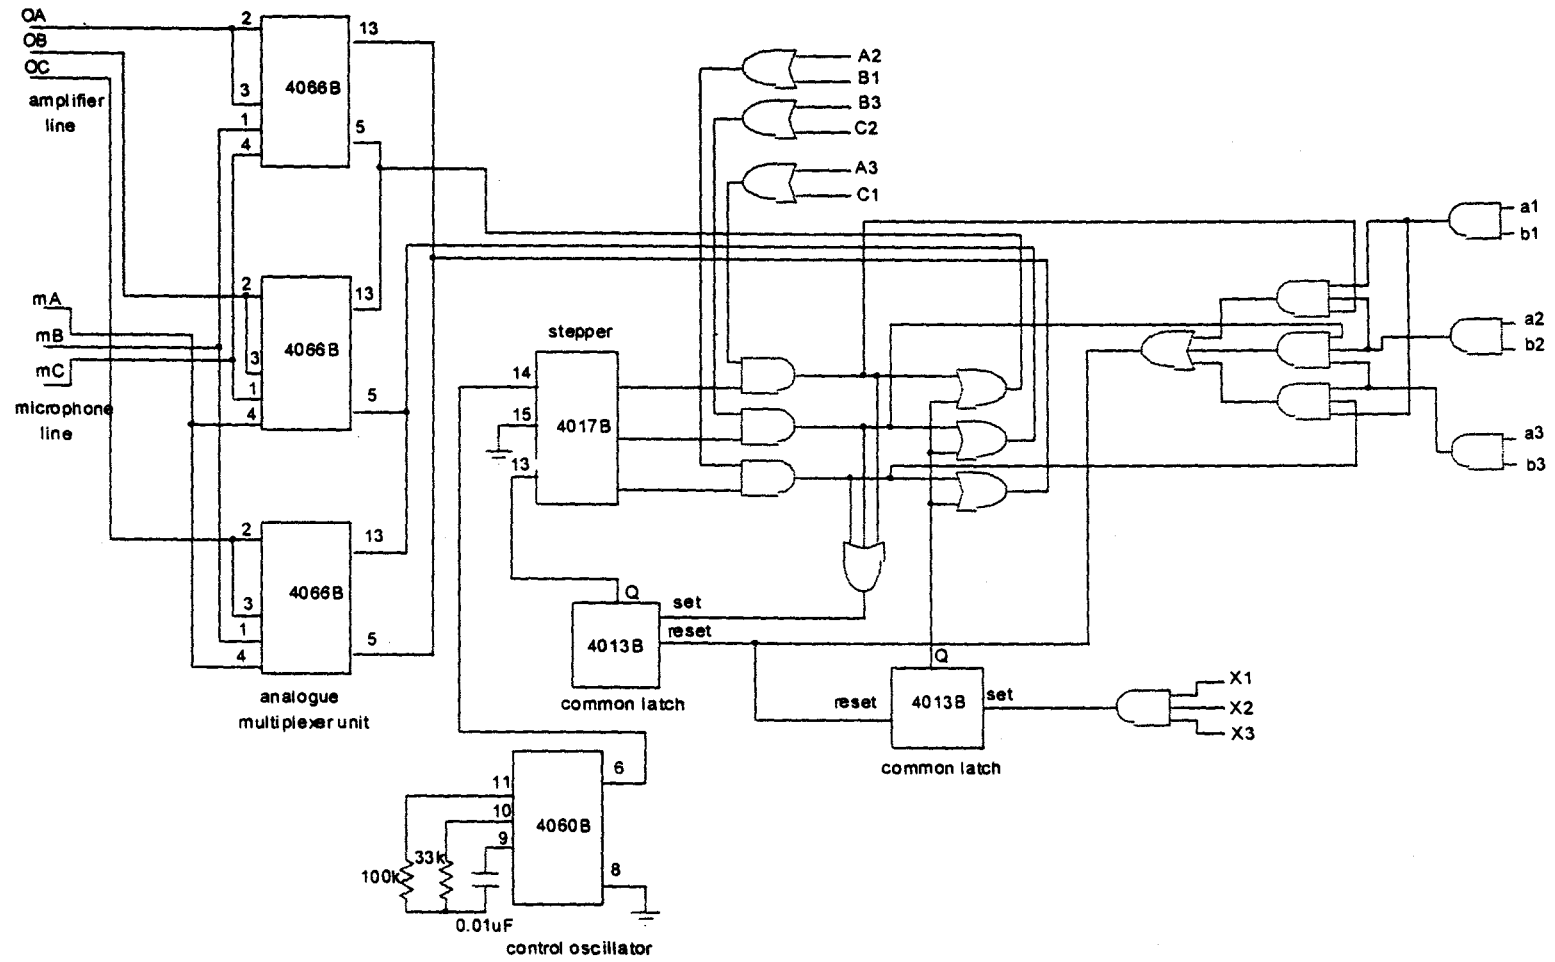 OA
OB
OC
amplifier
line
2
3
1
4
4066B
13
5
mA
mB
mC
microphone
line
2
3
1
4
4066B
13
5
2
3
1
4
4066B
13
5
analogue
multiplexer unit
A2
B1
B3
C2
A3
C1
stepper
14
15
13
4017B
a1
b1
a2
b2
a3
b3
Q
set
reset
4013B
common latch
Q
reset
set
4013B
common latch
X1
X2
X3
11
10
9
6
8
4060B
33k
100k
0.01uF
control oscillator